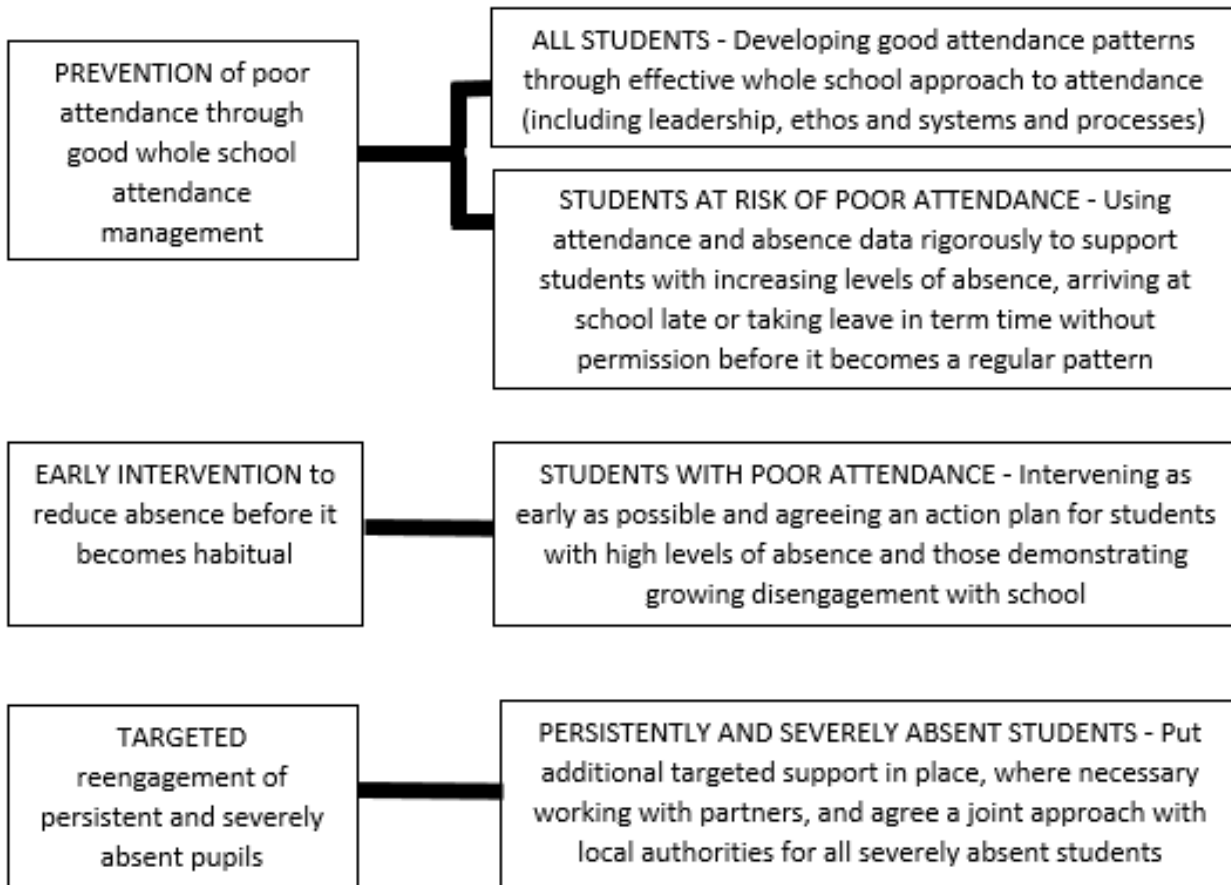 PREVENTION of poor
attendance through
good whole school
attendance
management
ALL STUDENTS - Developing good attendance patterns
through effective whole school approach to attendance
(including leadership, ethos and systems and processes)
STUDENTS AT RISK OF POOR ATTENDANCE - Using
attendance and absence data rigorously to support
students with increasing levels of absence, arriving at
school late or taking leave in term time without
permission before it becomes a regular pattern
EARLY INTERVENTION to
reduce absence before it
becomes habitual
STUDENTS WITH POOR ATTENDANCE - Intervening as
early as possible and agreeing an action plan for students
with high levels of absence and those demonstrating
growing disengagement with school
TARGETED
reengagement of
persistent and severely
absent pupils
PERSISTENTLY AND SEVERELY ABSENT STUDENTS - Put
additional targeted support in place, where necessary
working with partners, and agree a joint approach with
local authorities for all severely absent students